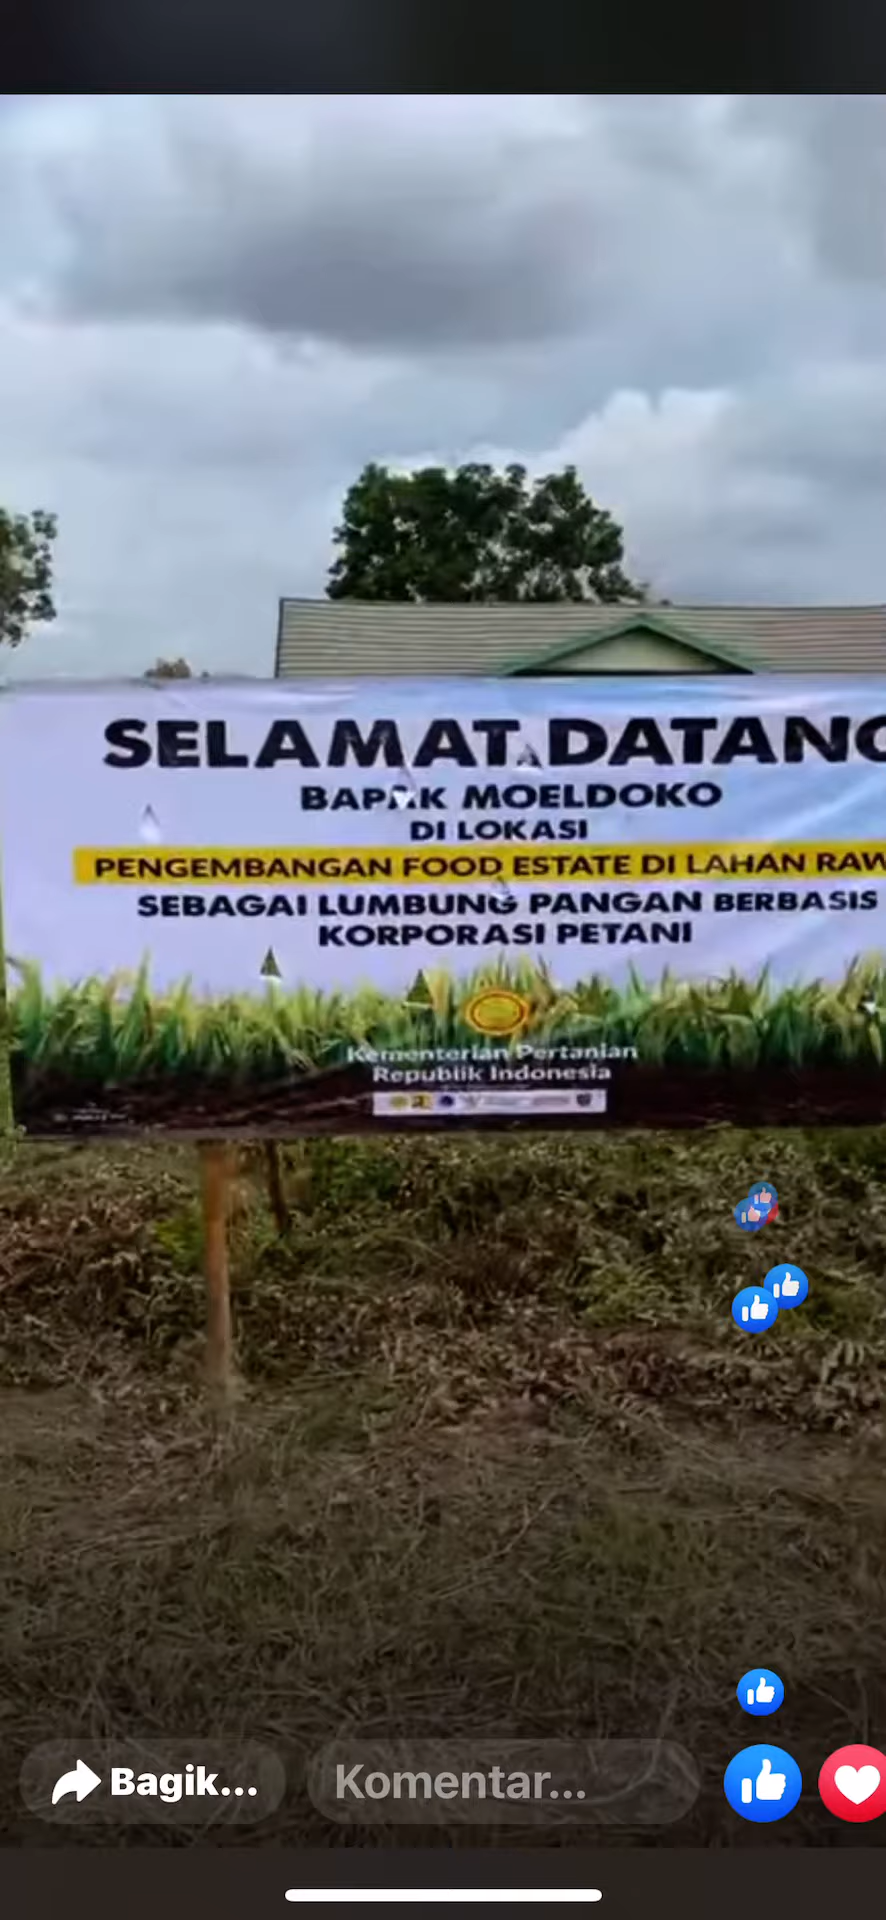 SELAMAT DATANG
BAPAK MOELDOKO
DI LOKASI
PENGEMBANGAN FOOD ESTATE DI LAHAN RAW
SEBAGAI LUMBUNG PANGAN BERBASIS
KORPORASI PETANI
Kementerian Pertanian
Republik Indonesia
Bagik...
Komentar...